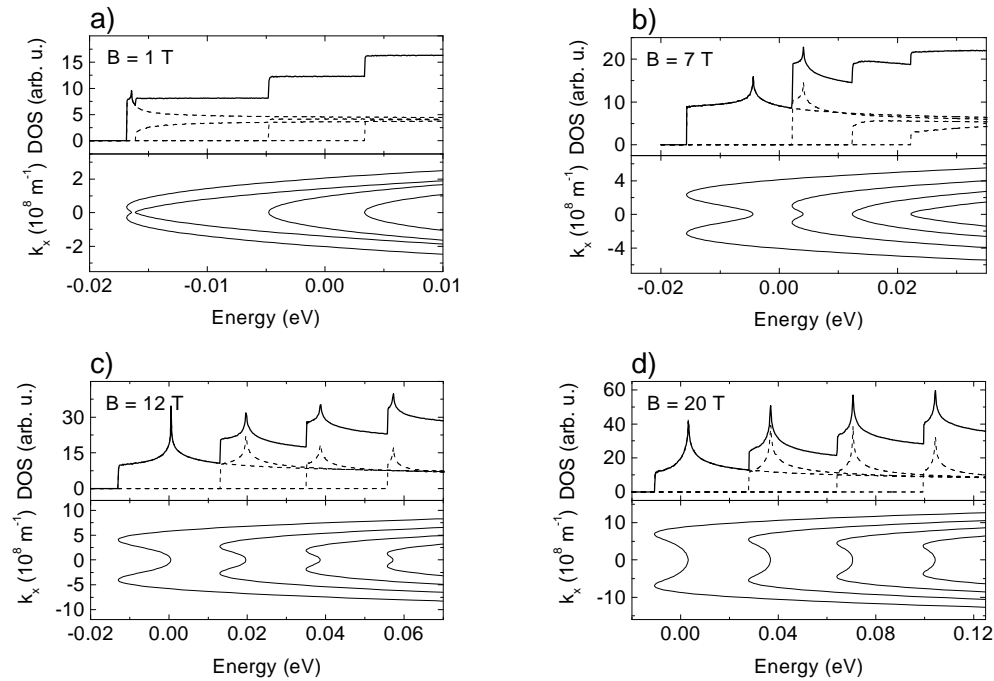 a)
B = 1 T
DOS (arb. u.)
15
10
5
0
k_x (10^8 m^-1)
2
0
-2
-0.02 -0.01 0.00 0.01
Energy (eV)
b)
B = 7 T
DOS (arb. u.)
20
10
0
k_x (10^8 m^-1)
4
0
-4
-0.02 0.00 0.02
Energy (eV)
c)
B = 12 T
DOS (arb. u.)
30
15
0
k_x (10^8 m^-1)
10
5
0
-5
-10
-0.02 0.00 0.02 0.04 0.06
Energy (eV)
d)
B = 20 T
DOS (arb. u.)
60
40
20
0
k_x (10^8 m^-1)
10
0
-10
0.00 0.04 0.08 0.12
Energy (eV)